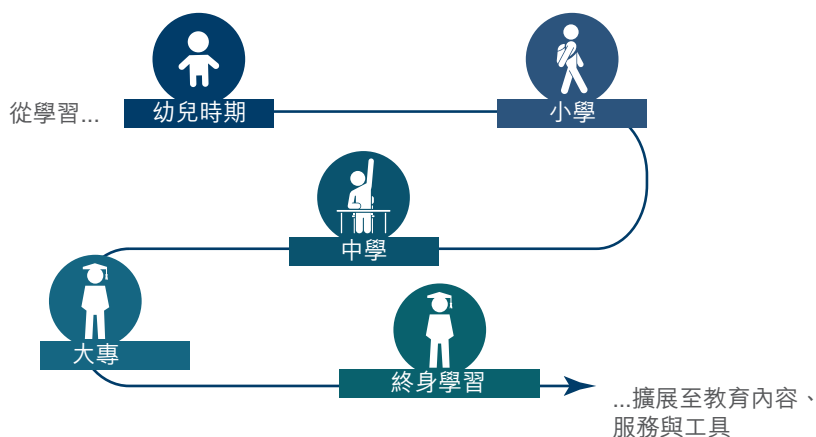 從學習...
幼兒時期
小學
中學
大專
終身學習
...擴展至教育內容、
服務與工具